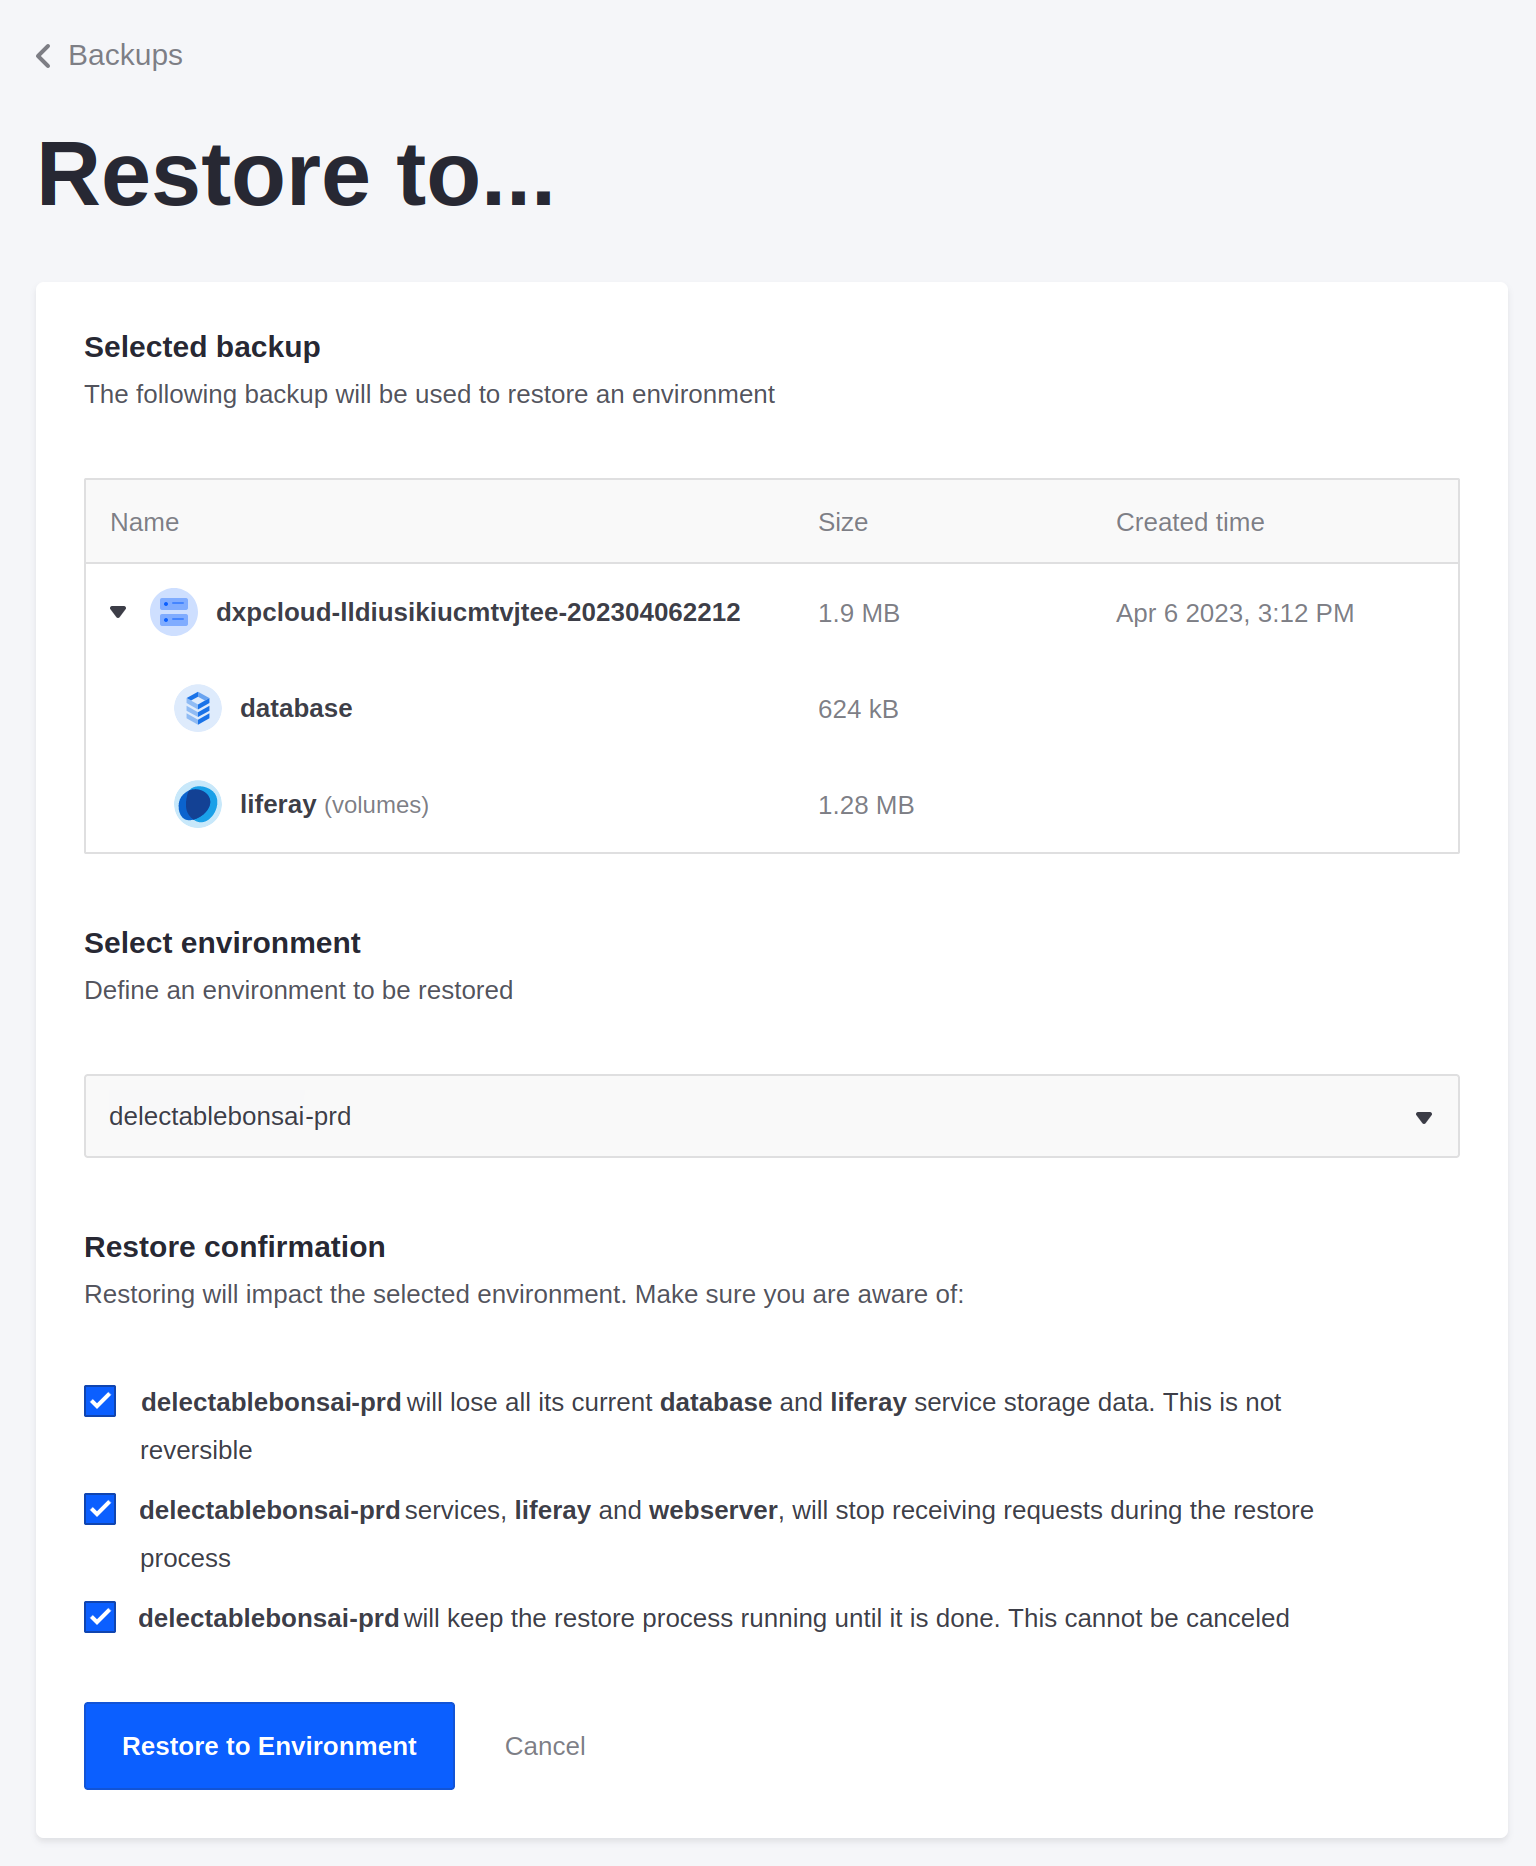 Backups
Restore to...
Selected backup
The following backup will be used to restore an environment
Name Size Created time
dxpcloud-lldiusikiucmtvjtee-202304062212 1.9 MB Apr 6 2023, 3:12 PM
database 624 kB
liferay (volumes) 1.28 MB
Select environment
Define an environment to be restored
delectablebonsai-prd
Restore confirmation
Restoring will impact the selected environment. Make sure you are aware of:
delectablebonsai-prd will lose all its current database and liferay service storage data. This is not
reversible
delectablebonsai-prd services, liferay and webserver, will stop receiving requests during the restore
process
delectablebonsai-prd will keep the restore process running until it is done. This cannot be canceled
Restore to Environment Cancel